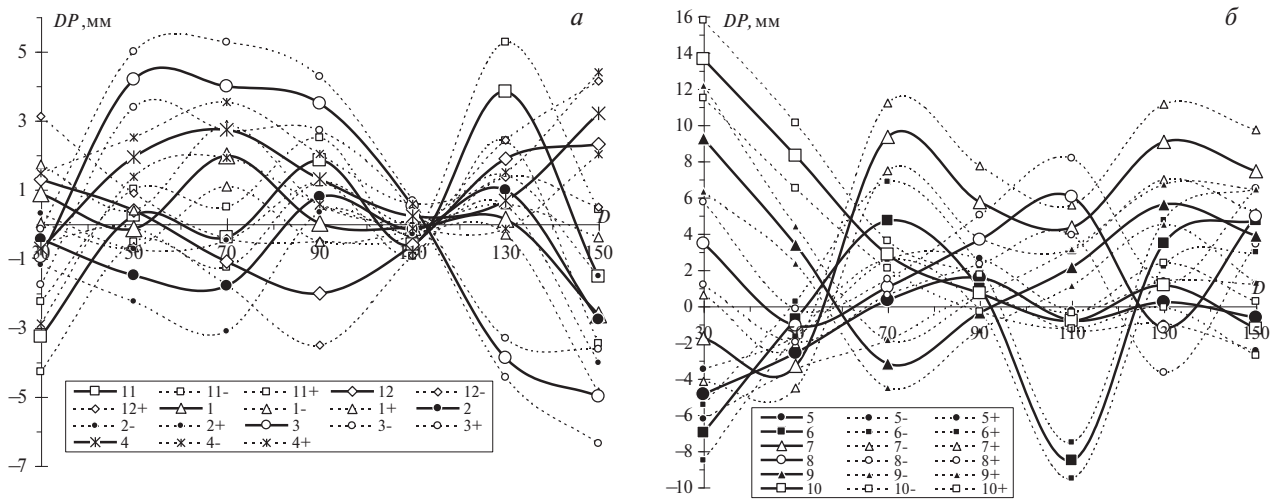 DP, мм
а
5
3
1
–1
–3
–5
–7
30
50
70
90
110
130
150
D
11 11- 11+ 12 12-
12+ 1 1- 1+ 2
2- 2+ 3 3- 3+
4 4- 4+
DP, мм
б
16
14
12
10
8
6
4
2
0
–2
–4
–6
–8
–10
30
50
70
90
110
130
150
D
5 5- 5+
6 6- 6+
7 7- 7+
8 8- 8+
9 9- 9+
10 10- 10+